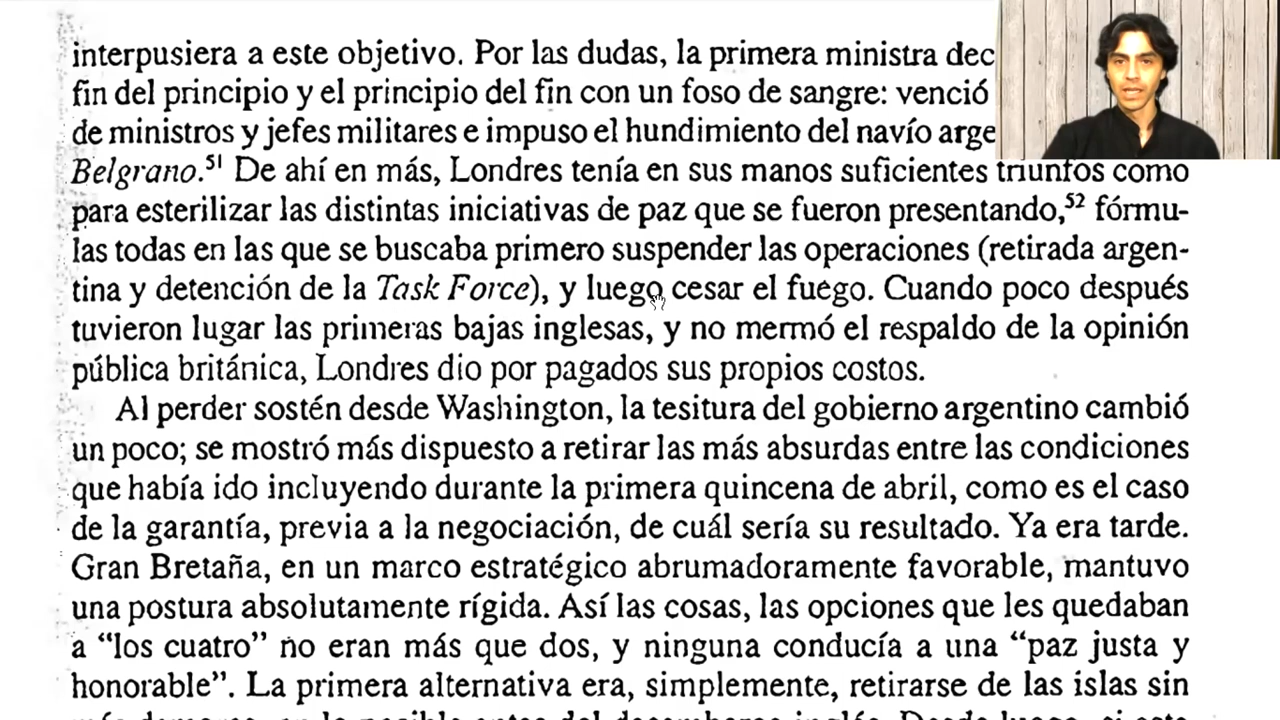 interpusiera a este objetivo. Por las dudas, la primera ministra dec
fin del principio y el principio del fin con un foso de sangre: venció
de ministros y jefes militares e impuso el hundimiento del navío arge
Belgrano.⁵¹ De ahí en más, Londres tenía en sus manos suficientes triunfos como
para esterilizar las distintas iniciativas de paz que se fueron presentando,⁵² fórmu-
las todas en las que se buscaba primero suspender las operaciones (retirada argen-
tina y detención de la Task Force), y luego cesar el fuego. Cuando poco después
tuvieron lugar las primeras bajas inglesas, y no mermó el respaldo de la opinión
pública británica, Londres dio por pagados sus propios costos.
Al perder sostén desde Washington, la tesitura del gobierno argentino cambió
un poco; se mostró más dispuesto a retirar las más absurdas entre las condiciones
que había ido incluyendo durante la primera quincena de abril, como es el caso
de la garantía, previa a la negociación, de cuál sería su resultado. Ya era tarde.
Gran Bretaña, en un marco estratégico abrumadoramente favorable, mantuvo
una postura absolutamente rígida. Así las cosas, las opciones que les quedaban
a “los cuatro” no eran más que dos, y ninguna conducía a una “paz justa y
honorable”. La primera alternativa era, simplemente, retirarse de las islas sin